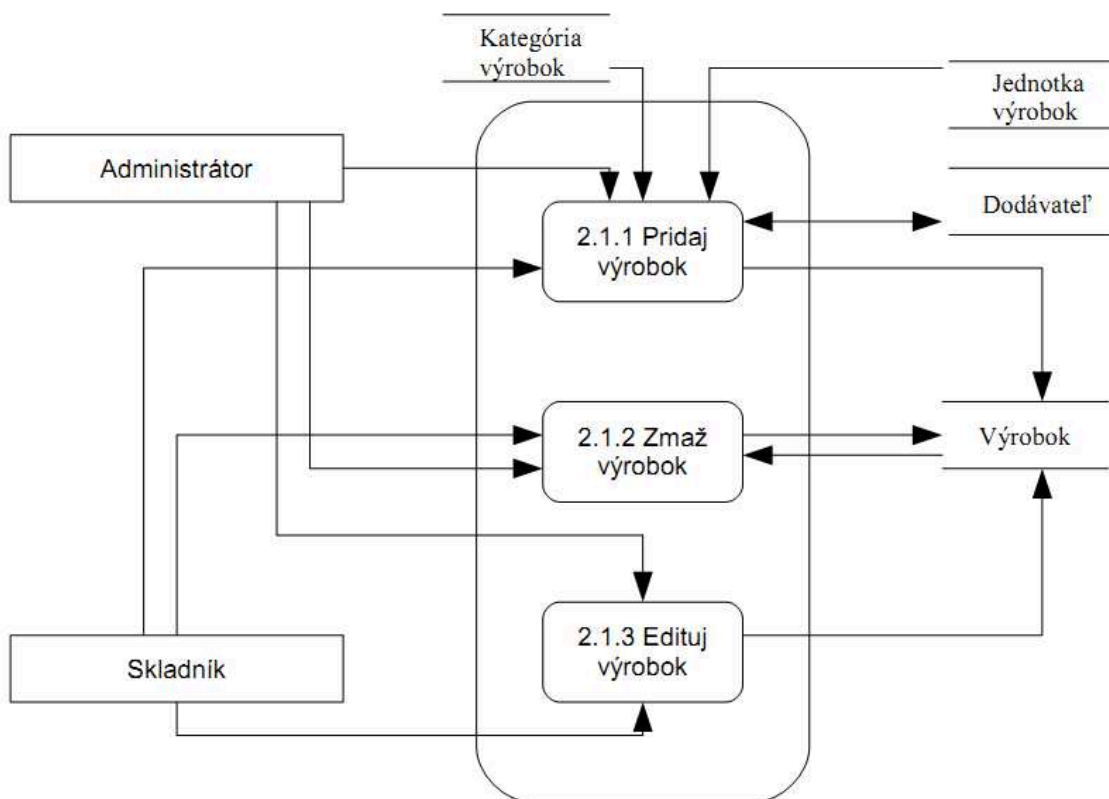 Kategória
výrobok
Jednotka
výrobok
Administrátor
Dodávateľ
2.1.1 Pridaj
výrobok
2.1.2 Zmaž
výrobok
Výrobok
2.1.3 Edituj
výrobok
Skladník